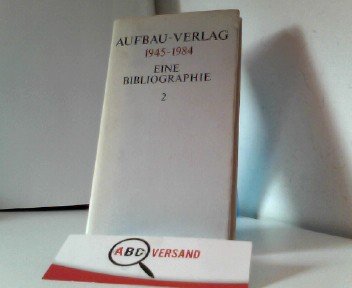 AUFBAU-VERLAG
1945-1984
EINE
BIBLIOGRAPHIE
2
ABC VERSAND